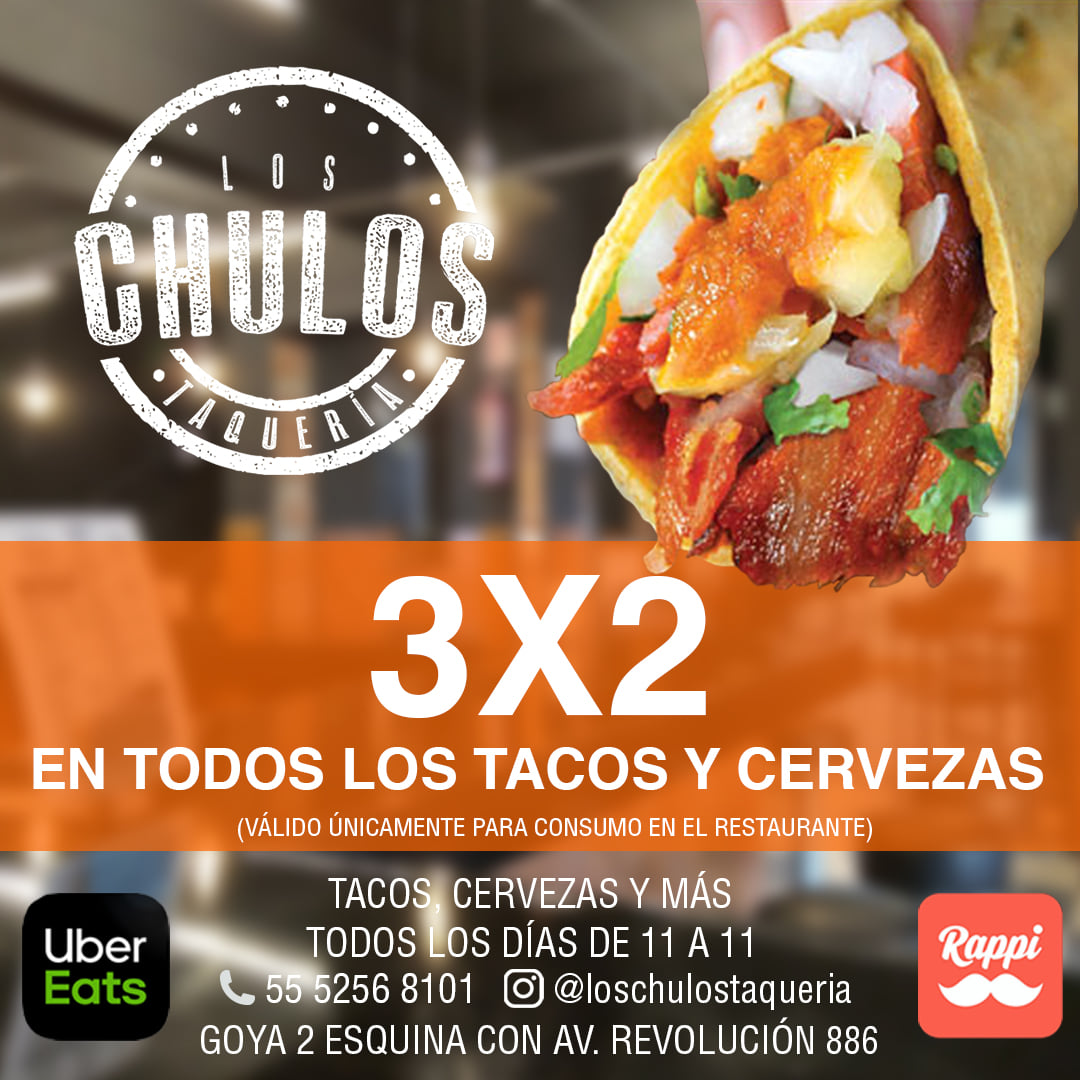 LOS
CHULOS
TAQUERÍA
3X2
EN TODOS LOS TACOS Y CERVEZAS
(VÁLIDO ÚNICAMENTE PARA CONSUMO EN EL RESTAURANTE)
TACOS, CERVEZAS Y MÁS
TODOS LOS DÍAS DE 11 A 11
55 5256 8101 @loschulostaqueria
GOYA 2 ESQUINA CON AV. REVOLUCIÓN 886
Uber
Eats
Rappi